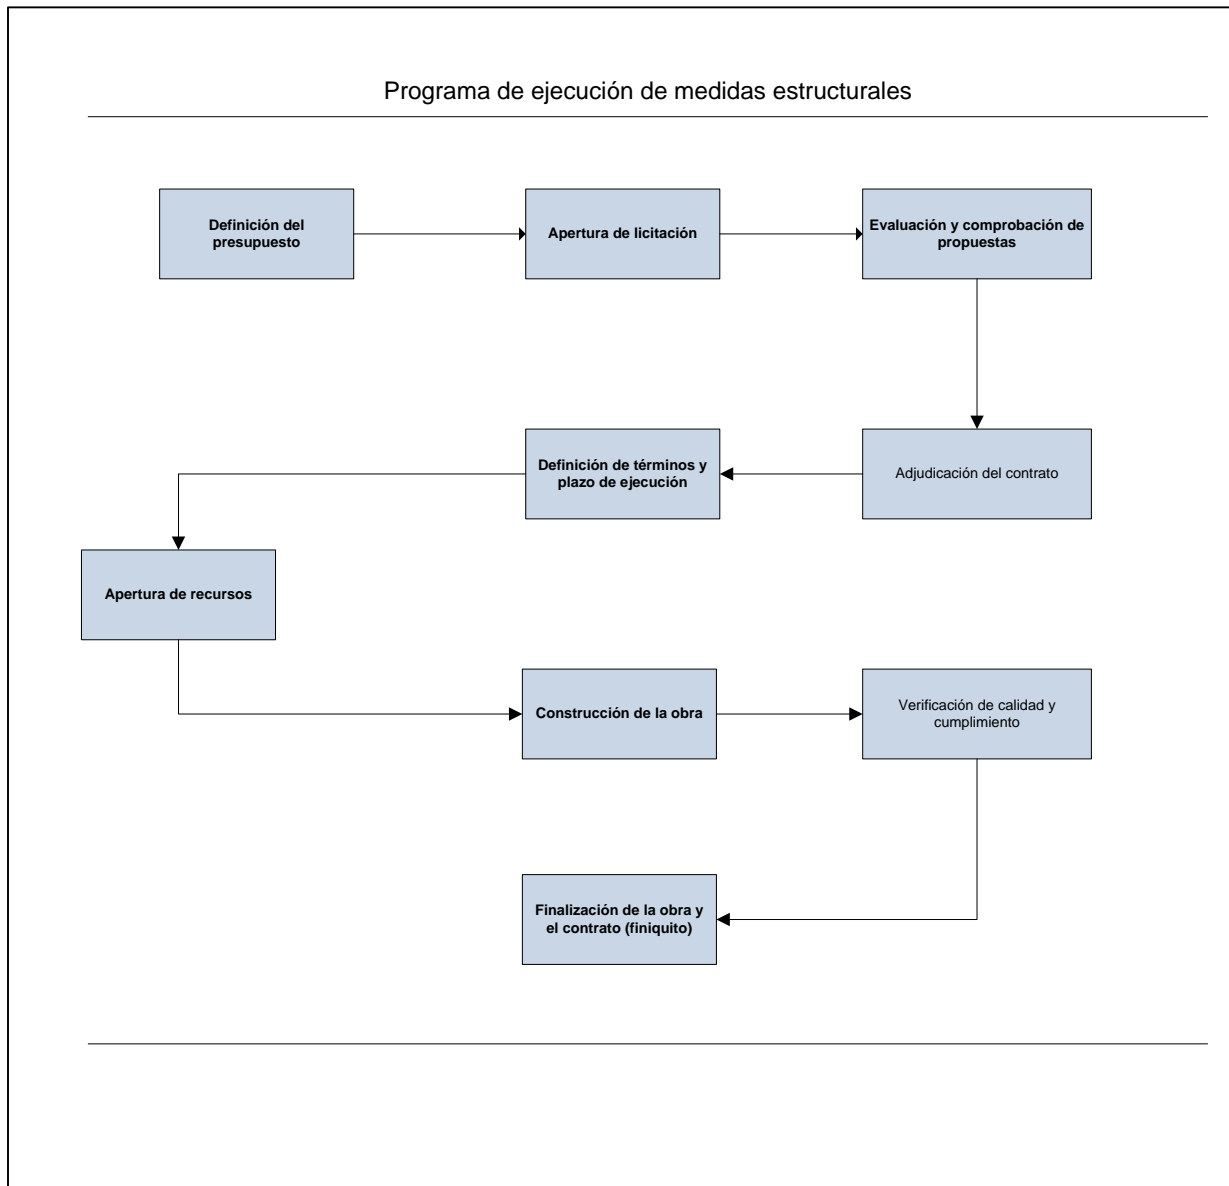 Programa de ejecución de medidas estructurales
Definición del
presupuesto
Apertura de licitación
Evaluación y comprobación de
propuestas
Adjudicación del contrato
Definición de términos y
plazo de ejecución
Apertura de recursos
Construcción de la obra
Verificación de calidad y
cumplimiento
Finalización de la obra y
el contrato (finiquito)